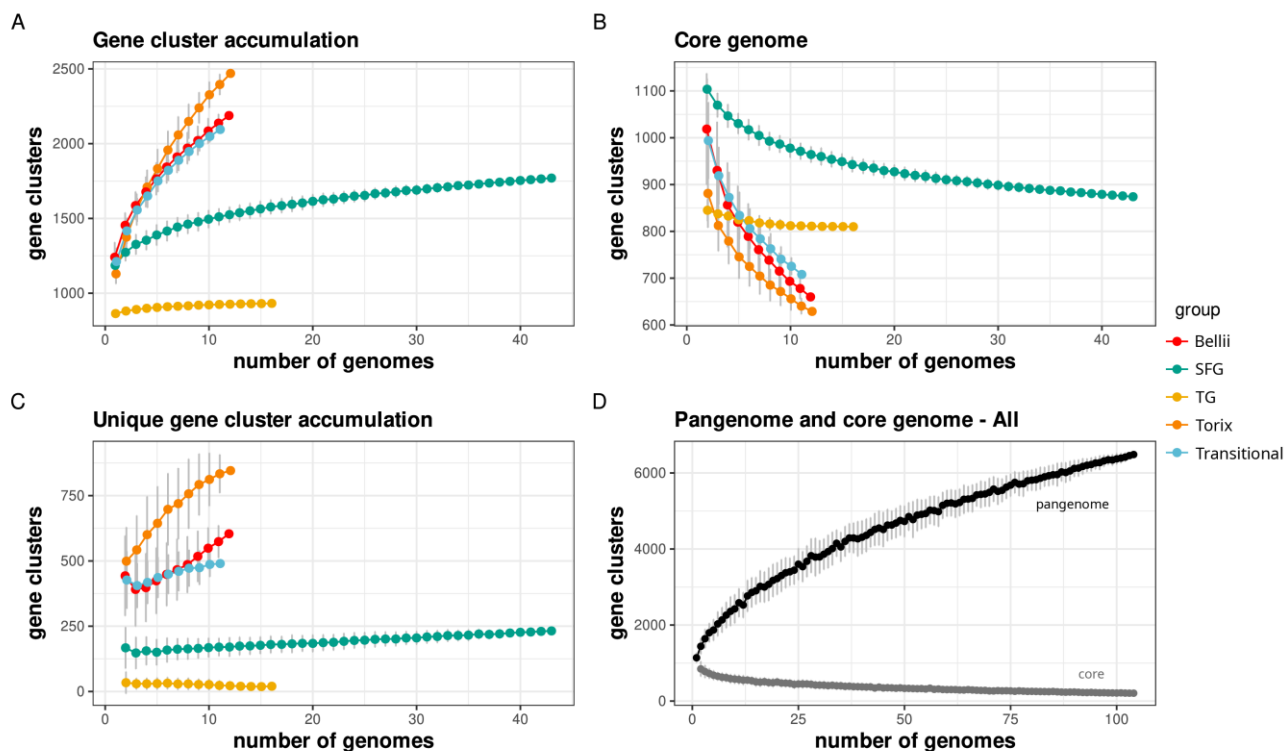 A
Gene cluster accumulation
2500
2000
1500
1000
gene clusters
0
10
20
30
40
number of genomes
B
Core genome
1100
1000
900
800
700
600
gene clusters
0
10
20
30
40
number of genomes
group
Bellii
SFG
TG
Torix
Transitional
C
Unique gene cluster accumulation
750
500
250
0
gene clusters
0
10
20
30
40
number of genomes
D
Pangenome and core genome - All
6000
4000
2000
0
gene clusters
pangenome
core
0
25
50
75
100
number of genomes